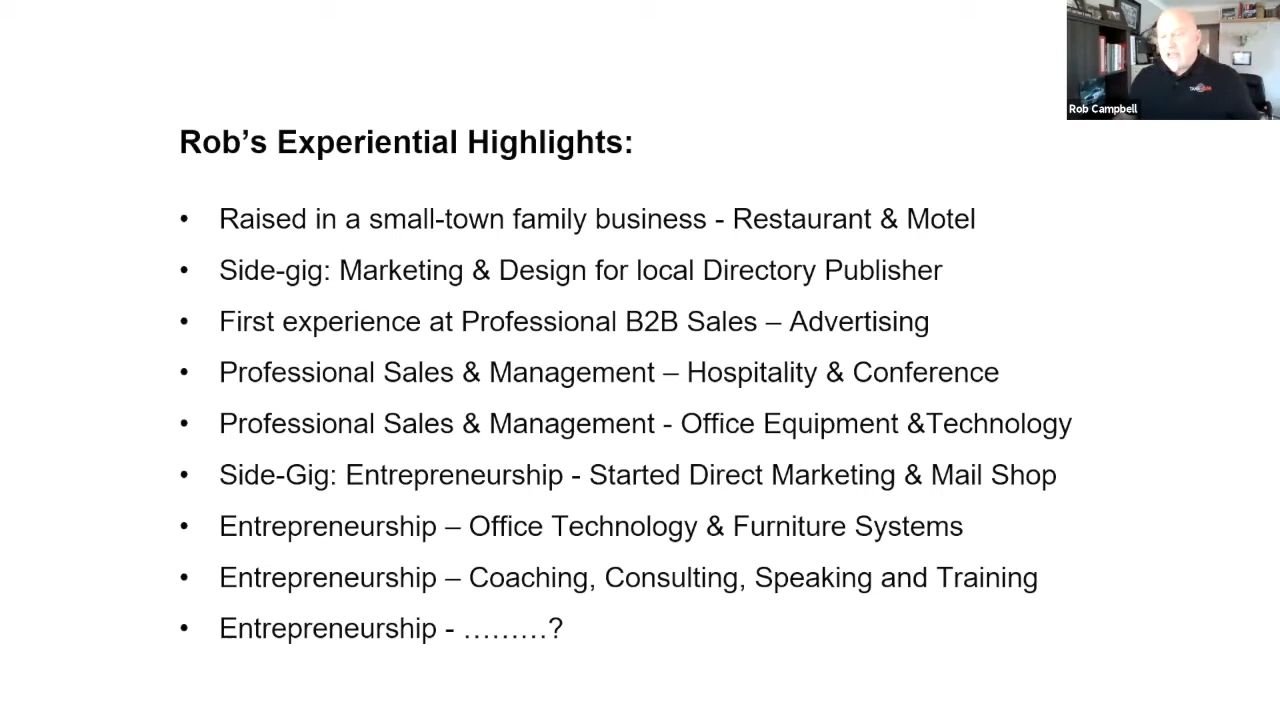 Rob Campbell
Rob's Experiential Highlights:
• Raised in a small-town family business - Restaurant & Motel
• Side-gig: Marketing & Design for local Directory Publisher
• First experience at Professional B2B Sales – Advertising
• Professional Sales & Management – Hospitality & Conference
• Professional Sales & Management - Office Equipment &Technology
• Side-Gig: Entrepreneurship - Started Direct Marketing & Mail Shop
• Entrepreneurship – Office Technology & Furniture Systems
• Entrepreneurship – Coaching, Consulting, Speaking and Training
• Entrepreneurship - ………?